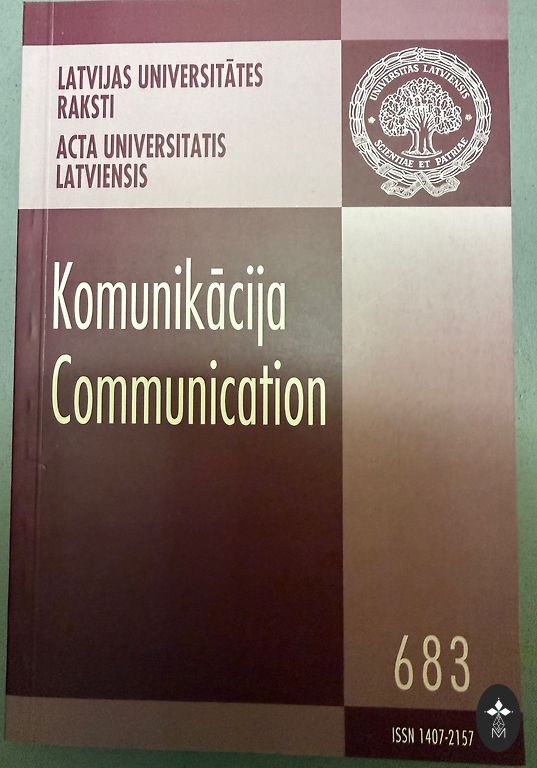 LATVIJAS UNIVERSITĀTES
RAKSTI
ACTA UNIVERSITATIS
LATVIENSIS
UNIVERSITAS LATVIENSIS
SCIENTIAE ET PATRIAE
Komunikācija
Communication
683
ISSN 1407-2157
M